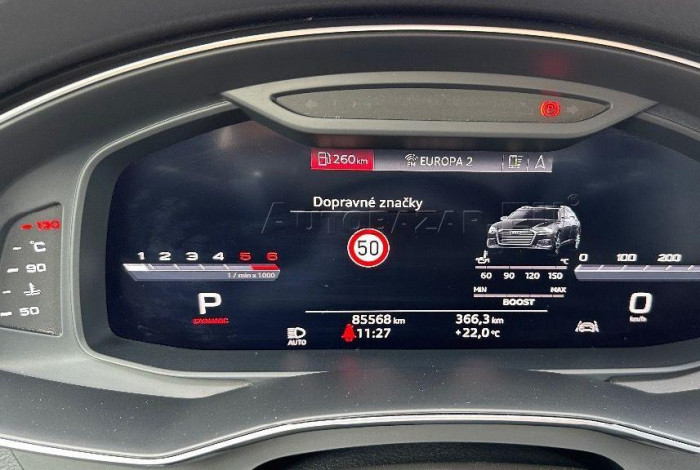 260 km
FM EUROPA 2
Dopravné značky
AUTOBAZAR.EU
50
130
°C
90
50
1 2 3 4 5 6
1 / min x 1000
P
DYNAMIC
°C
60 90 120 150
MIN MAX
BOOST
0 100 200
0
km/h
AUTO
85568 km
366,3 km
11:27
+22,0 °C